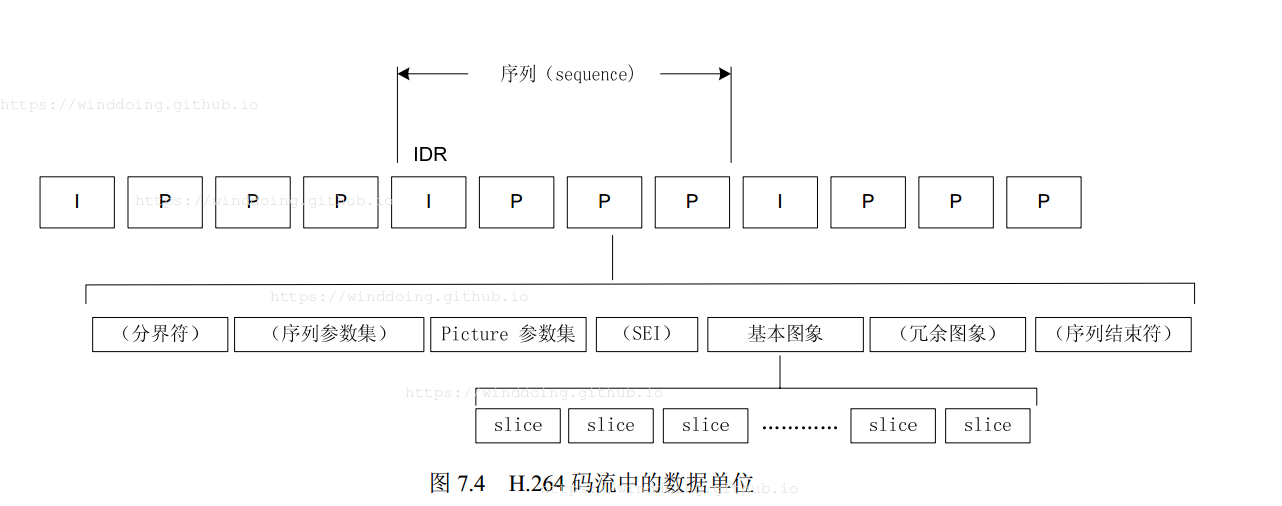 序列（sequence）
https://winddoing.github.io
IDR
I P P P I P P P I P P P
https://winddoing.github.io
https://winddoing.github.io
（分界符） （序列参数集） Picture 参数集 （SEI） 基本图象 （冗余图象） （序列结束符）
https://winddoing.github.io
slice slice slice ………… slice slice
图 7.4 H.264 码流中的数据单位
https://winddoing.github.io